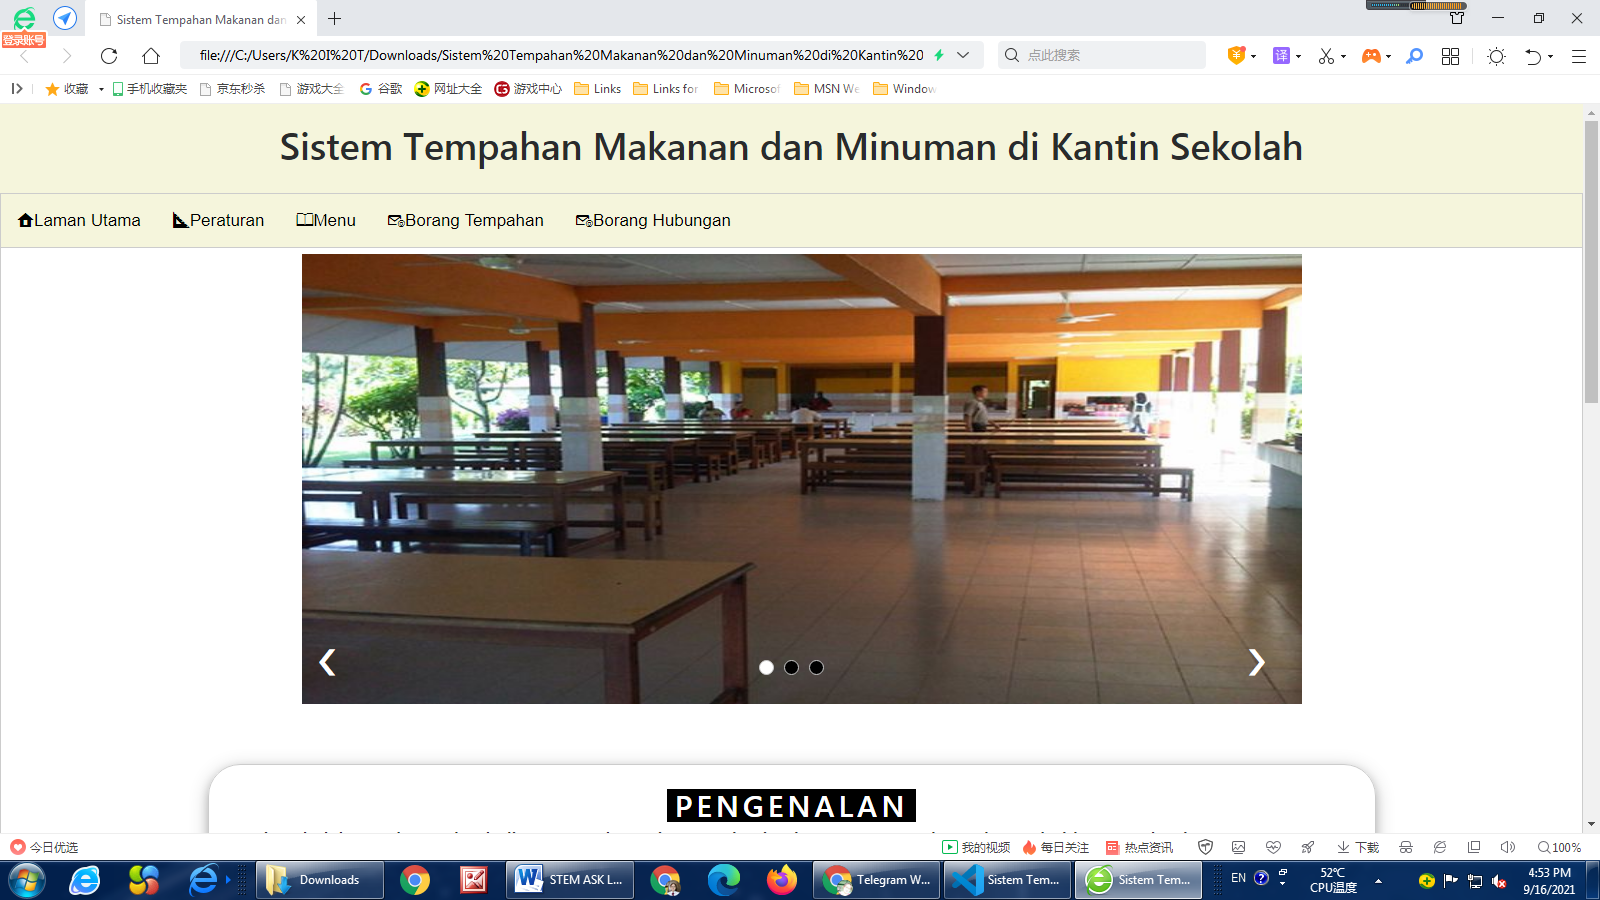 Sistem Tempahan Makanan dan
登录账号
file:///C:/Users/K%20I%20T/Downloads/Sistem%20Tempahan%20Makanan%20dan%20Minuman%20di%20Kantin%20
点此搜索
译
收藏 手机收藏夹 京东秒杀 游戏大全 谷歌 网址大全 游戏中心 Links Links for Microsof MSN We Window
Sistem Tempahan Makanan dan Minuman di Kantin Sekolah
Laman Utama Peraturan Menu Borang Tempahan Borang Hubungan
PENGENALAN
今日优选 我的视频 每日关注 热点资讯 下载 100%
Downloads STEM ASK L... Telegram W... Sistem Tem... Sistem Tem... EN 52℃ 4:53 PM
CPU温度 9/16/2021